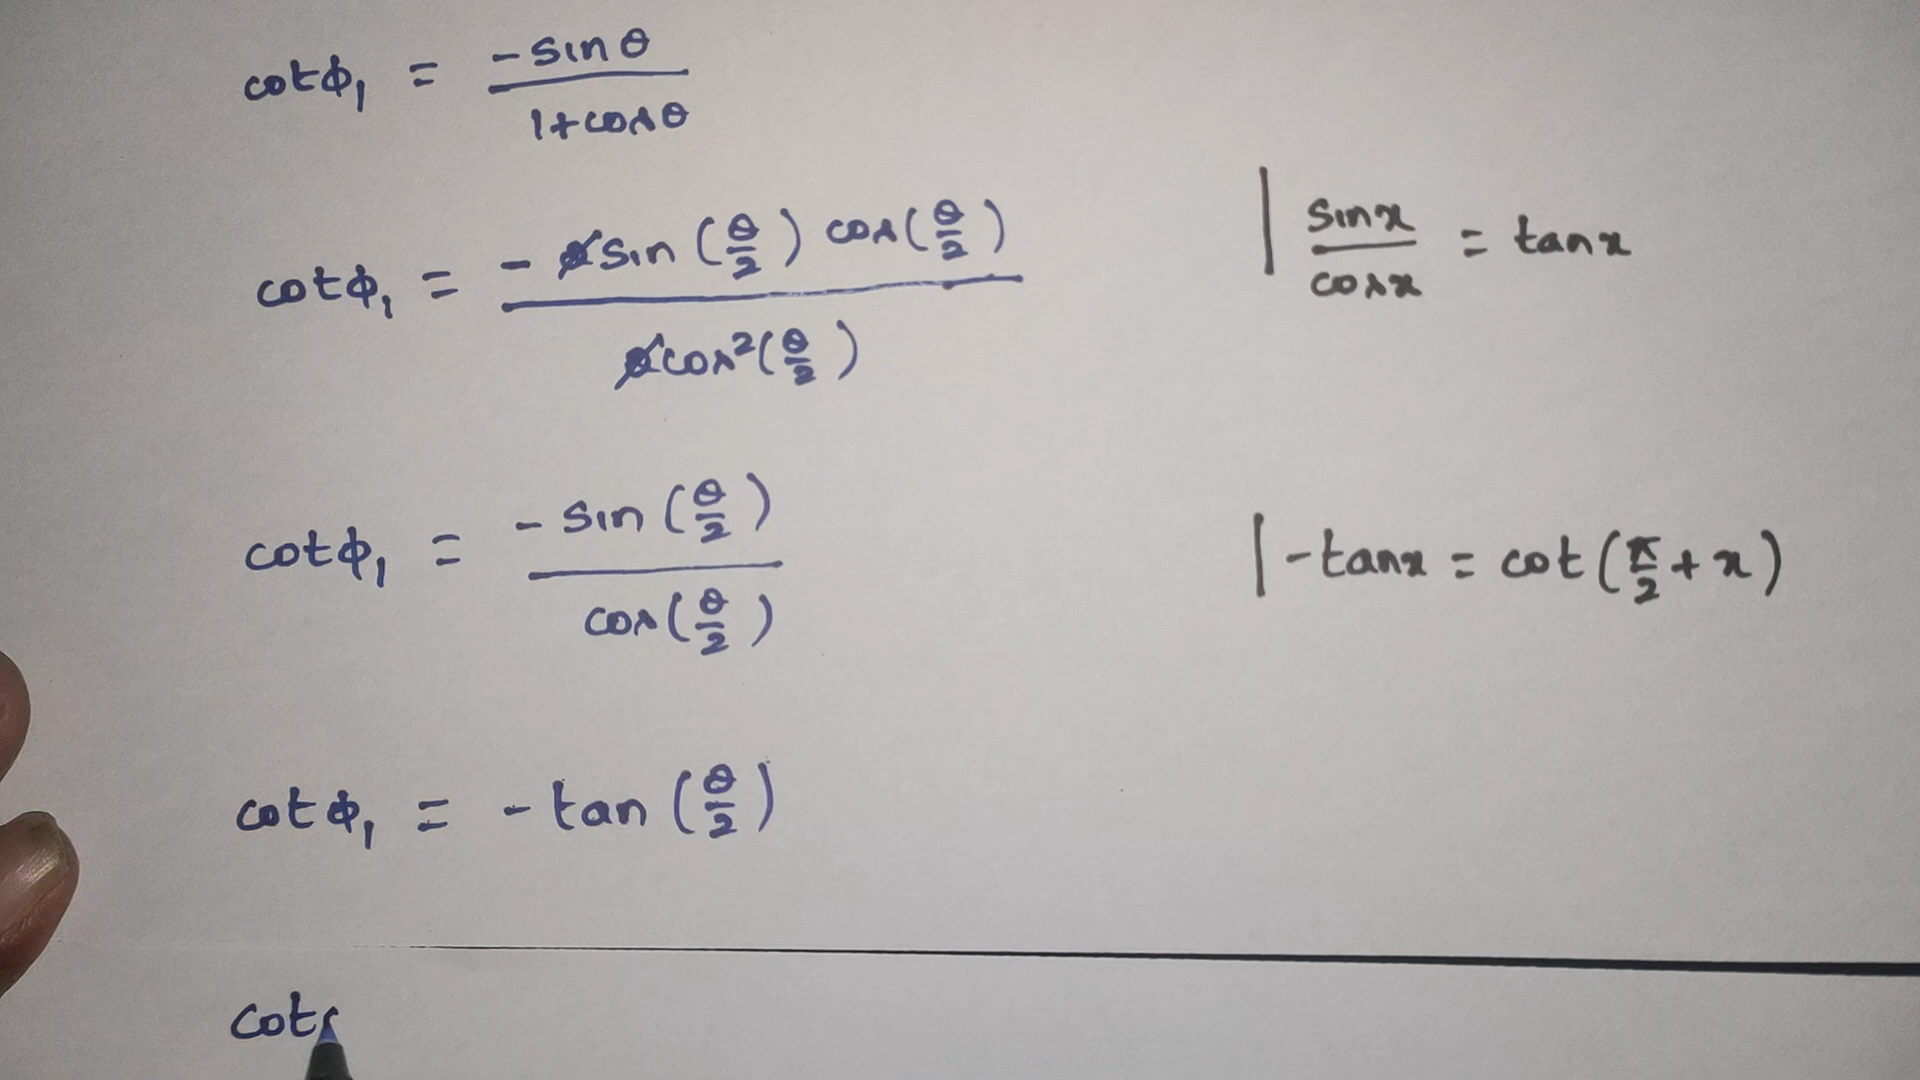 cotφ₁ = -sinθ / 1+cosθ
cotφ₁ = -2sin(θ/2) cos(θ/2) / 2cos²(θ/2)
| sinx / cosx = tanx
cotφ₁ = -sin(θ/2) / cos(θ/2)
| -tanx = cot(π/2 + x)
cotφ₁ = -tan(θ/2)
cot